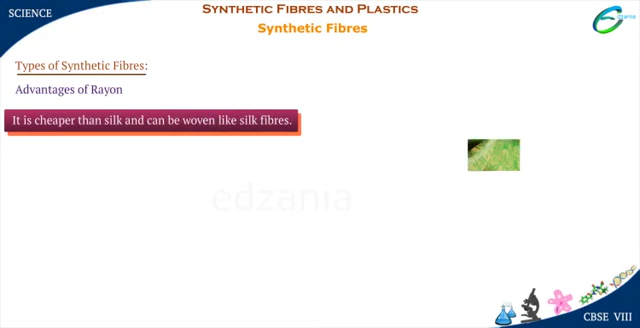 SCIENCE
SYNTHETIC FIBRES AND PLASTICS
Synthetic Fibres
Edzania
Types of Synthetic Fibres:
Advantages of Rayon
It is cheaper than silk and can be woven like silk fibres.
edzania
CBSE VIII